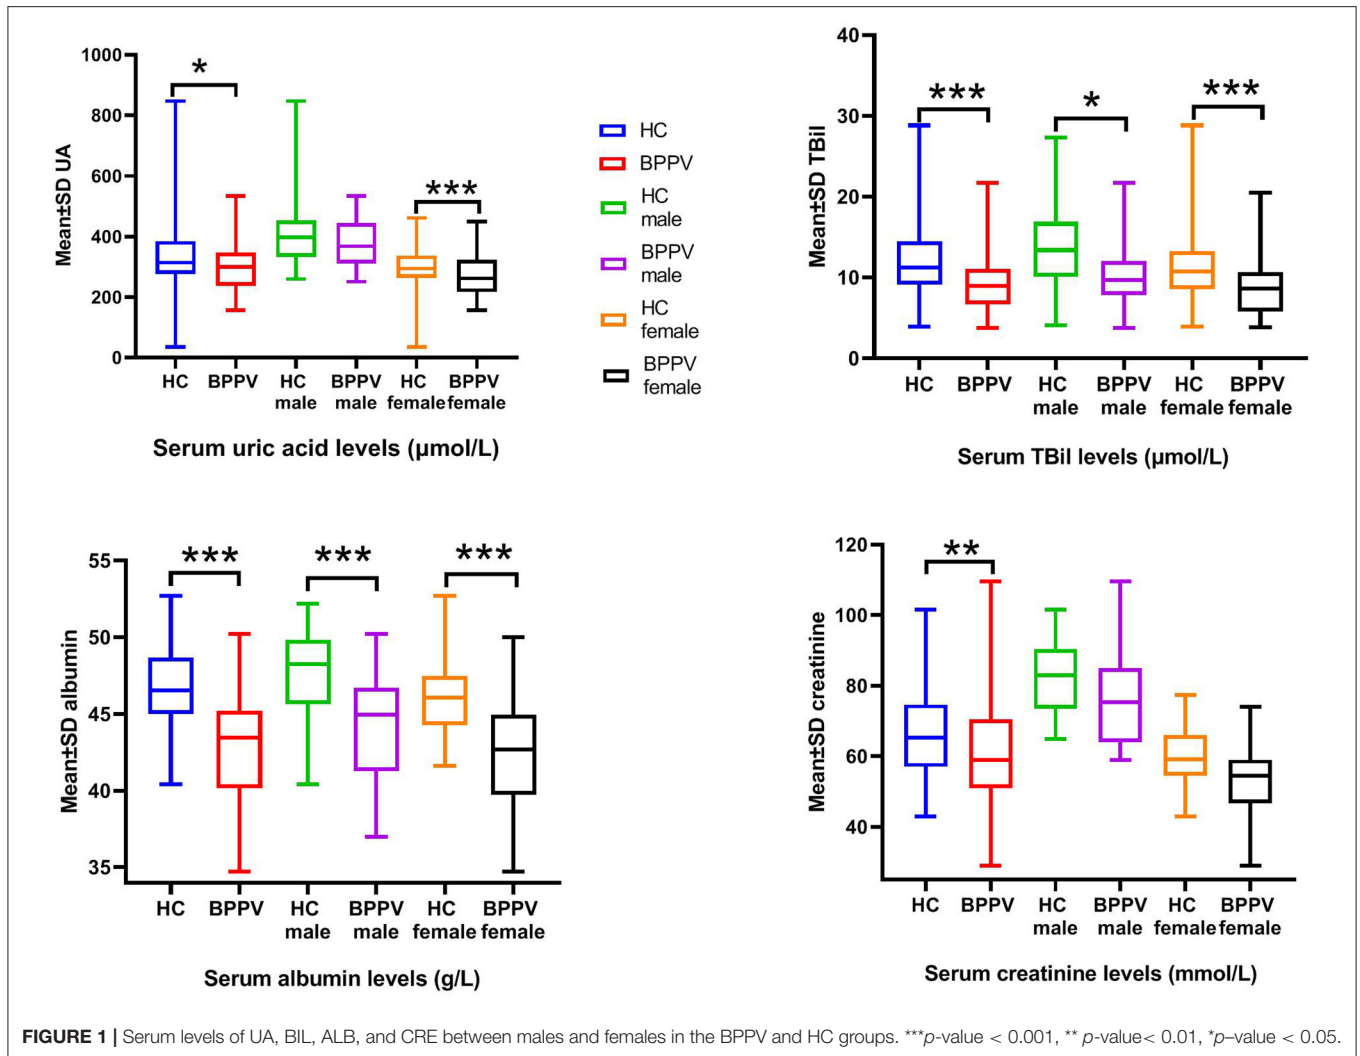 1000
800
600
400
200
0
Mean±SD UA
*
***
HC
BPPV
HC
male
BPPV
male
HC
female
BPPV
female
Serum uric acid levels (μmol/L)
HC
BPPV
HC
male
BPPV
male
HC
female
BPPV
female
40
30
20
10
0
Mean±SD TBil
***
*
***
HC
BPPV
HC
male
BPPV
male
HC
female
BPPV
female
Serum TBil levels (μmol/L)
55
50
45
40
35
Mean±SD albumin
***
***
***
HC
BPPV
HC
male
BPPV
male
HC
female
BPPV
female
Serum albumin levels (g/L)
120
100
80
60
40
Mean±SD creatinine
**
HC
BPPV
HC
male
BPPV
male
HC
female
BPPV
female
Serum creatinine levels (mmol/L)
FIGURE 1 | Serum levels of UA, BIL, ALB, and CRE between males and females in the BPPV and HC groups. ***p-value < 0.001, ** p-value< 0.01, *p–value < 0.05.